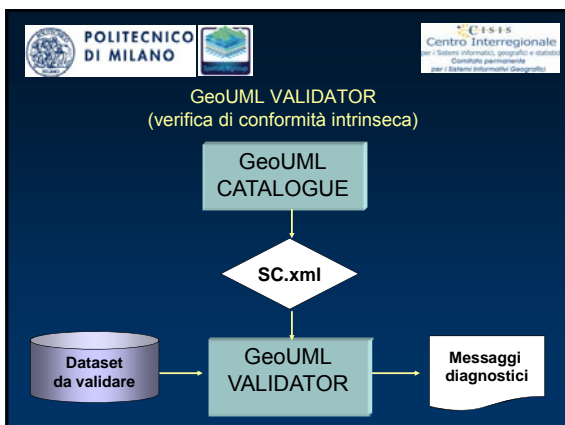 POLITECNICO
DI MILANO
C I S I S
Centro Interregionale
per i Sistemi informatici, geografici e statistici
Comitato permanente
per i Sistemi Informativi Geografici
GeoUML VALIDATOR
(verifica di conformità intrinseca)
GeoUML
CATALOGUE
SC.xml
Dataset
da validare
GeoUML
VALIDATOR
Messaggi
diagnostici